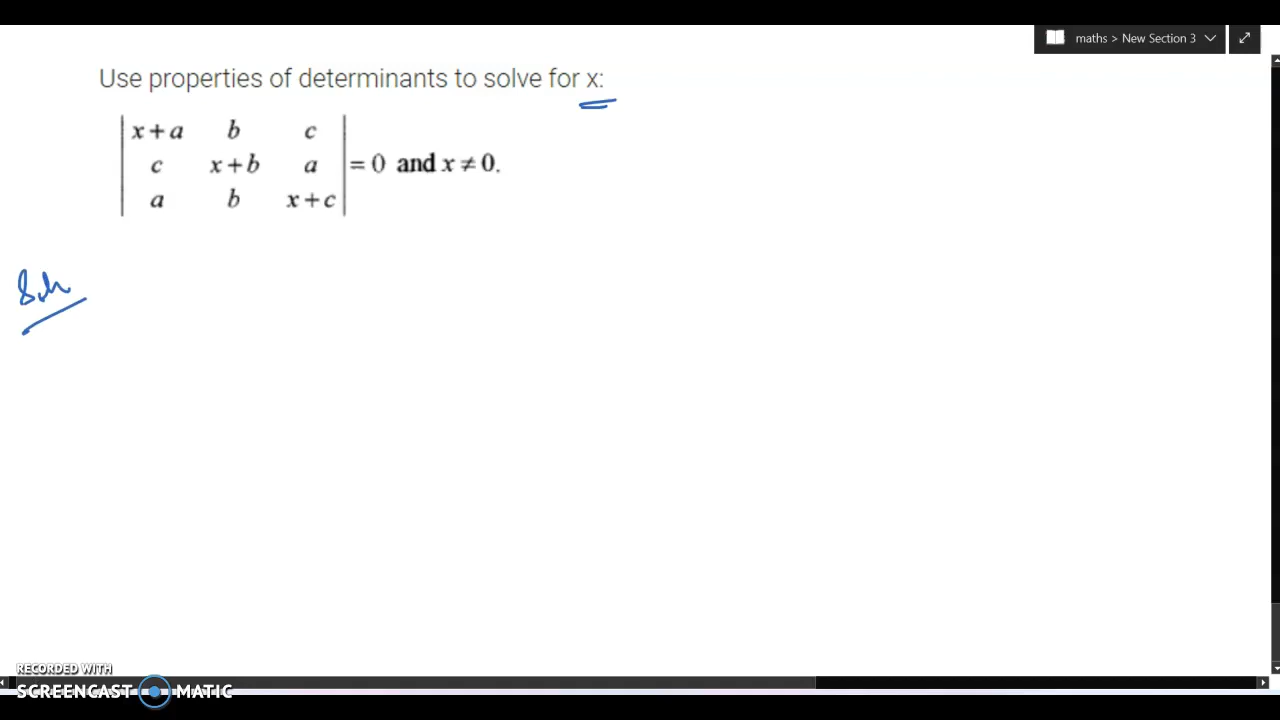 maths > New Section 3
Use properties of determinants to solve for x:
x + a b c
c x + b a = 0 and x ≠ 0.
a b x + c
Soln
RECORDED WITH
SCREENCAST MATIC